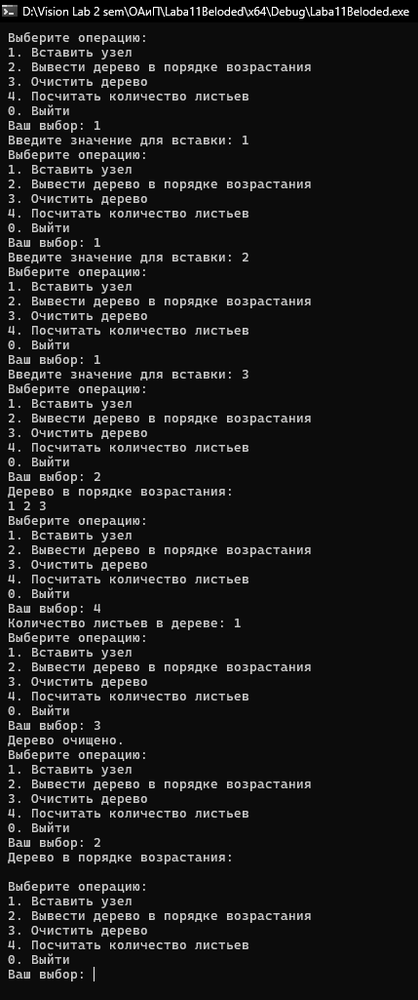 D:\Vision Lab 2 sem\ОАиП\Laba11Beloded\x64\Debug\Laba11Beloded.exe
Выберите операцию:
1. Вставить узел
2. Вывести дерево в порядке возрастания
3. Очистить дерево
4. Посчитать количество листьев
0. Выйти
Ваш выбор: 1
Введите значение для вставки: 1
Выберите операцию:
1. Вставить узел
2. Вывести дерево в порядке возрастания
3. Очистить дерево
4. Посчитать количество листьев
0. Выйти
Ваш выбор: 1
Введите значение для вставки: 2
Выберите операцию:
1. Вставить узел
2. Вывести дерево в порядке возрастания
3. Очистить дерево
4. Посчитать количество листьев
0. Выйти
Ваш выбор: 1
Введите значение для вставки: 3
Выберите операцию:
1. Вставить узел
2. Вывести дерево в порядке возрастания
3. Очистить дерево
4. Посчитать количество листьев
0. Выйти
Ваш выбор: 2
Дерево в порядке возрастания:
1 2 3
Выберите операцию:
1. Вставить узел
2. Вывести дерево в порядке возрастания
3. Очистить дерево
4. Посчитать количество листьев
0. Выйти
Ваш выбор: 4
Количество листьев в дереве: 1
Выберите операцию:
1. Вставить узел
2. Вывести дерево в порядке возрастания
3. Очистить дерево
4. Посчитать количество листьев
0. Выйти
Ваш выбор: 3
Дерево очищено.
Выберите операцию:
1. Вставить узел
2. Вывести дерево в порядке возрастания
3. Очистить дерево
4. Посчитать количество листьев
0. Выйти
Ваш выбор: 2
Дерево в порядке возрастания:

Выберите операцию:
1. Вставить узел
2. Вывести дерево в порядке возрастания
3. Очистить дерево
4. Посчитать количество листьев
0. Выйти
Ваш выбор: